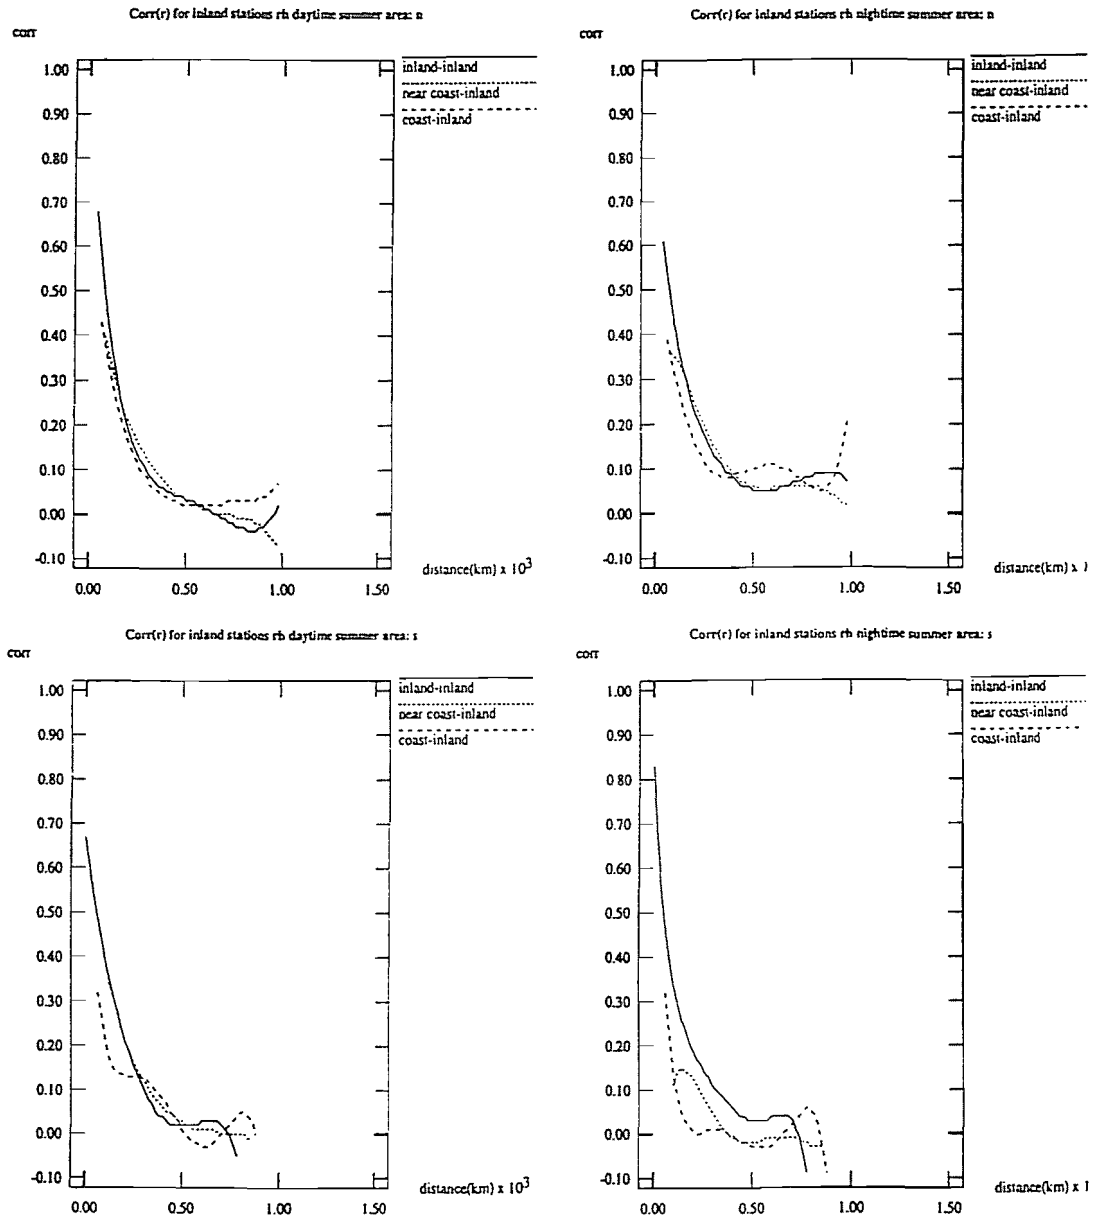 Corr(r) for inland stations rh daytime summer area: n
corr
inland-inland
near coast-inland
coast-inland
1.00
0.90
0.80
0.70
0.60
0.50
0.40
0.30
0.20
0.10
0.00
-0.10
0.00 0.50 1.00 1.50
distance(km) x 10³
Corr(r) for inland stations rh nightime summer area: n
corr
inland-inland
near coast-inland
coast-inland
1.00
0.90
0.80
0.70
0.60
0.50
0.40
0.30
0.20
0.10
0.00
-0.10
0.00 0.50 1.00 1.50
distance(km) x 1
Corr(r) for inland stations rh daytime summer area: s
corr
inland-inland
near coast-inland
coast-inland
1.00
0.90
0.80
0.70
0.60
0.50
0.40
0.30
0.20
0.10
0.00
-0.10
0.00 0.50 1.00 1.50
distance(km) x 10³
Corr(r) for inland stations rh nightime summer area: s
corr
inland-inland
near coast-inland
coast-inland
1.00
0.90
0.80
0.70
0.60
0.50
0.40
0.30
0.20
0.10
0.00
-0.10
0.00 0.50 1.00 1.50
distance(km) x 1